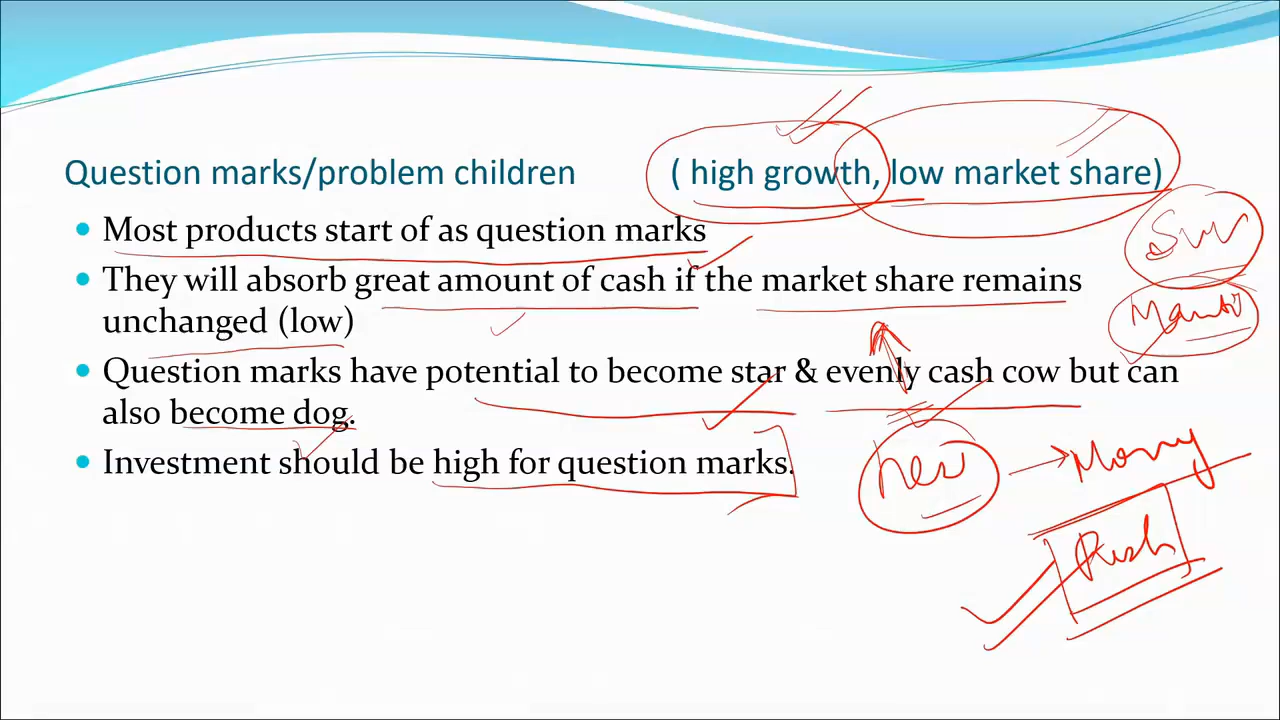 Question marks/problem children ( high growth, low market share)
Most products start of as question marks
They will absorb great amount of cash if the market share remains
unchanged (low)
Question marks have potential to become star & evenly cash cow but can
also become dog.
Investment should be high for question marks.
new → Money